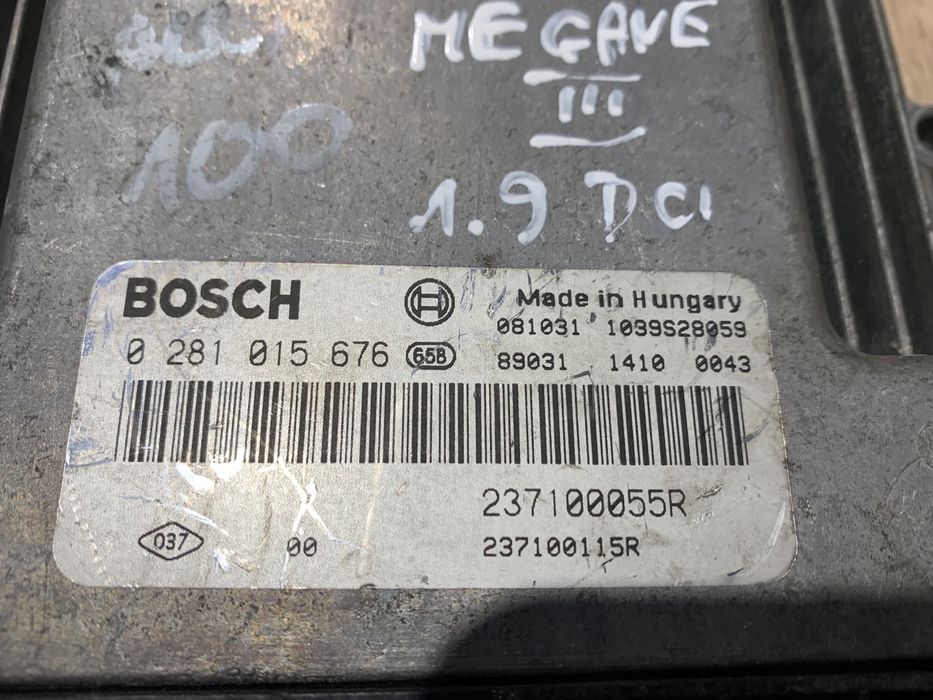 MEGANE
III
100
1.9 DCI
BOSCH
Made in Hungary
081031 1039S28059
0 281 015 676 65B
89031 1410 0043
237100055R
037 00 237100115R